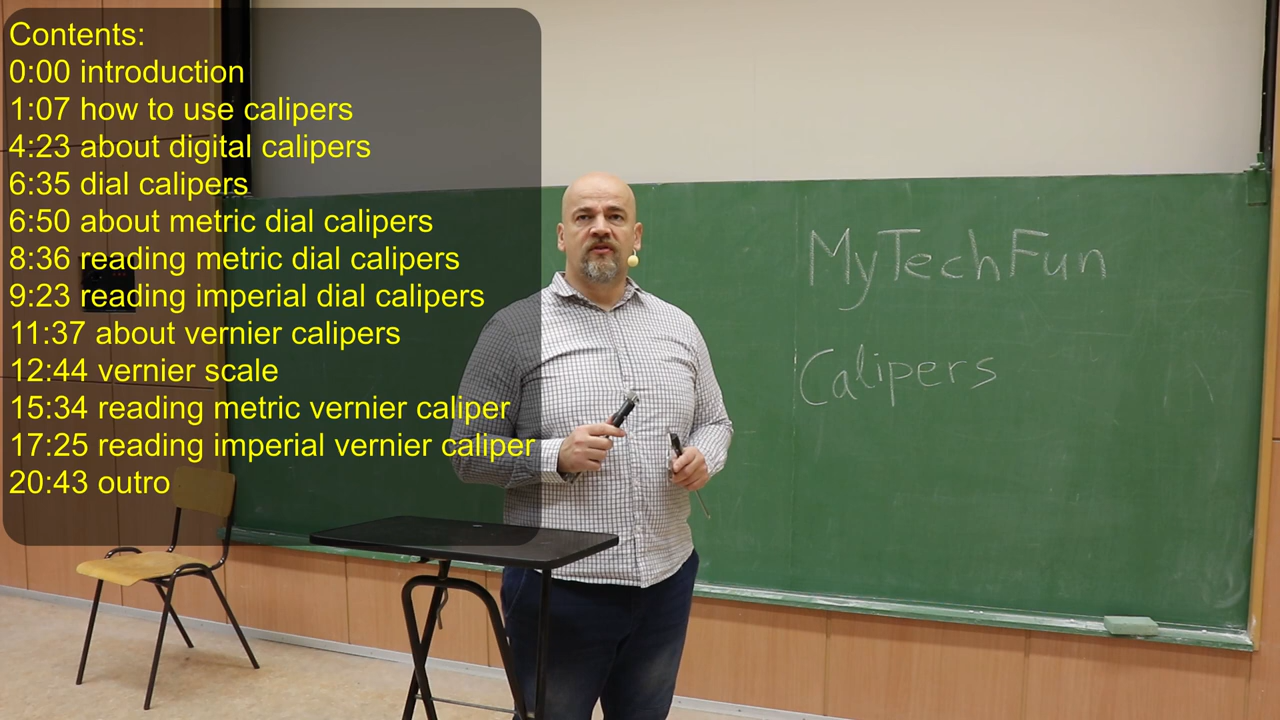 Contents:
0:00 introduction
1:07 how to use calipers
4:23 about digital calipers
6:35 dial calipers
6:50 about metric dial calipers
8:36 reading metric dial calipers
9:23 reading imperial dial calipers
11:37 about vernier calipers
12:44 vernier scale
15:34 reading metric vernier caliper
17:25 reading imperial vernier caliper
20:43 outro
MyTechFun
Calipers